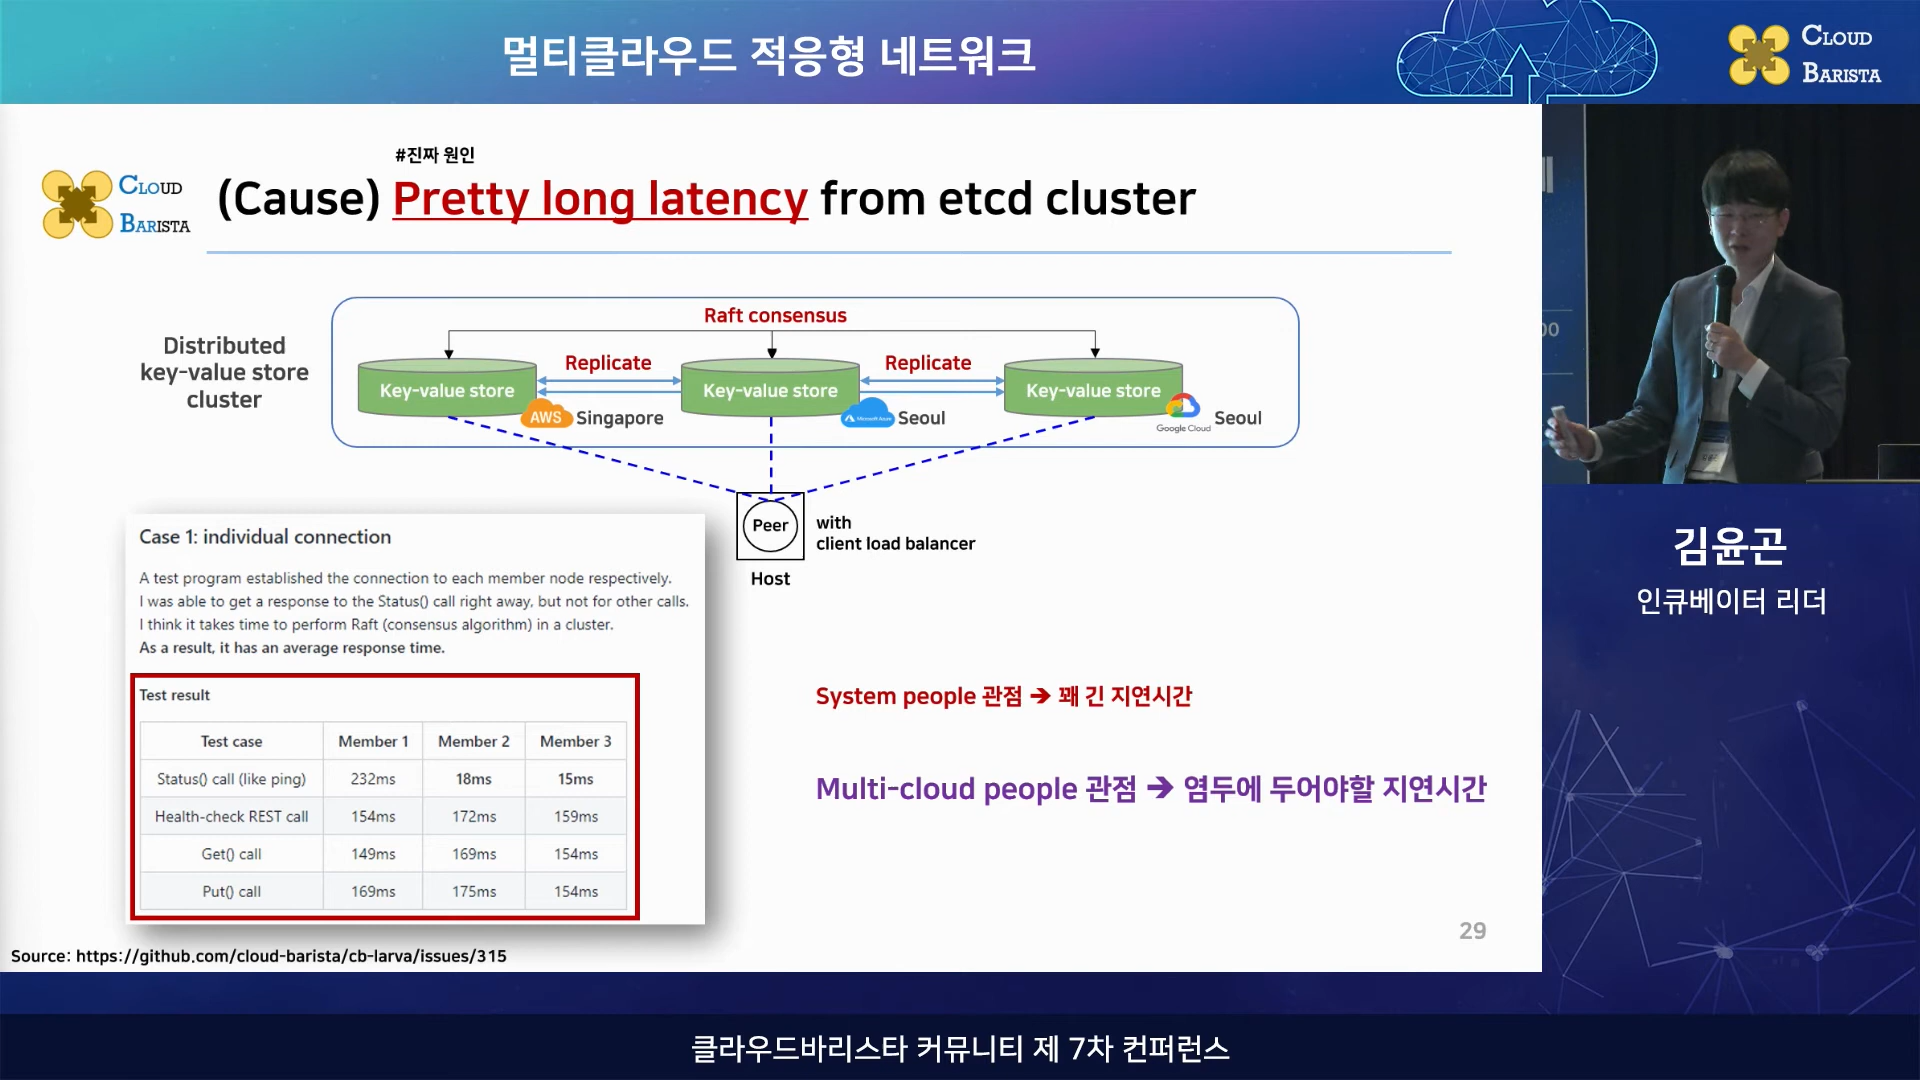 멀티클라우드 적응형 네트워크
CLOUD
BARISTA
#진짜 원인
CLOUD
BARISTA
(Cause) Pretty long latency from etcd cluster
Distributed
key-value store
cluster
Raft consensus
Replicate
Replicate
Key-value store
Key-value store
Key-value store
AWS Singapore
Microsoft Azure Seoul
Google Cloud Seoul
Peer
with
client load balancer
Host
Case 1: individual connection
A test program established the connection to each member node respectively.
I was able to get a response to the Status() call right away, but not for other calls.
I think it takes time to perform Raft (consensus algorithm) in a cluster.
As a result, it has an average response time.
Test result
Test case Member 1 Member 2 Member 3
Status() call (like ping) 232ms 18ms 15ms
Health-check REST call 154ms 172ms 159ms
Get() call 149ms 169ms 154ms
Put() call 169ms 175ms 154ms
System people 관점 ➔ 꽤 긴 지연시간
Multi-cloud people 관점 ➔ 염두에 두어야할 지연시간
29
Source: https://github.com/cloud-barista/cb-larva/issues/315
김윤곤
인큐베이터 리더
클라우드바리스타 커뮤니티 제 7차 컨퍼런스